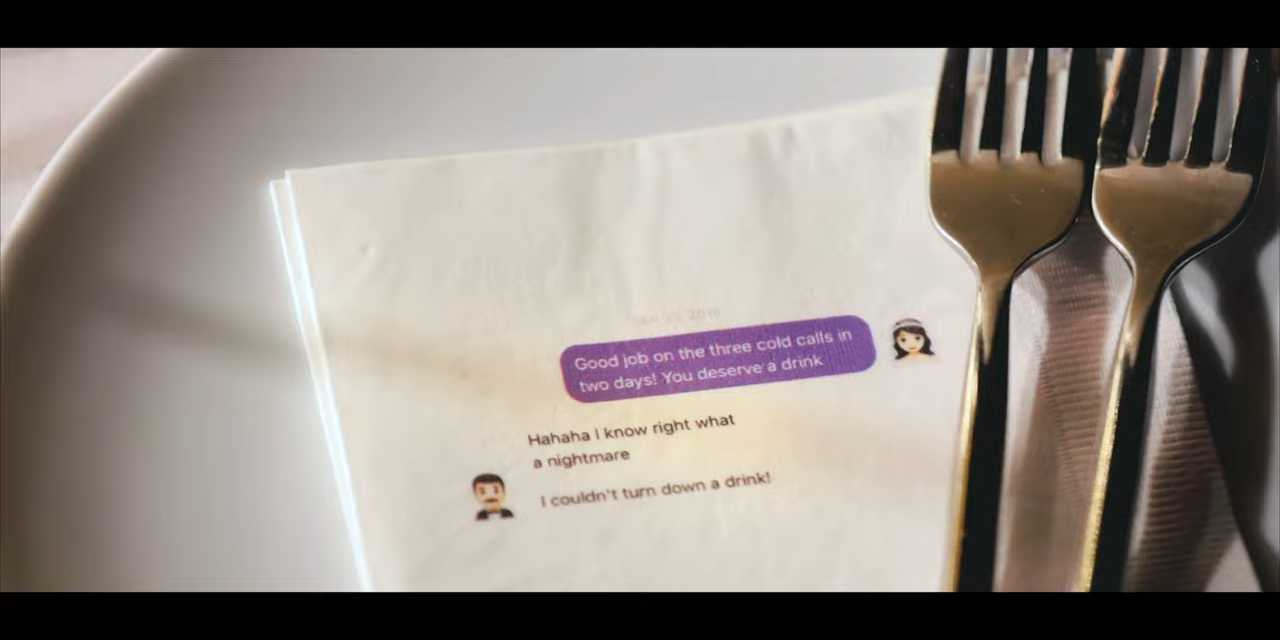 Good job on the three cold calls in
two days! You deserve a drink
Hahaha I know right what
a nightmare
I couldn't turn down a drink!